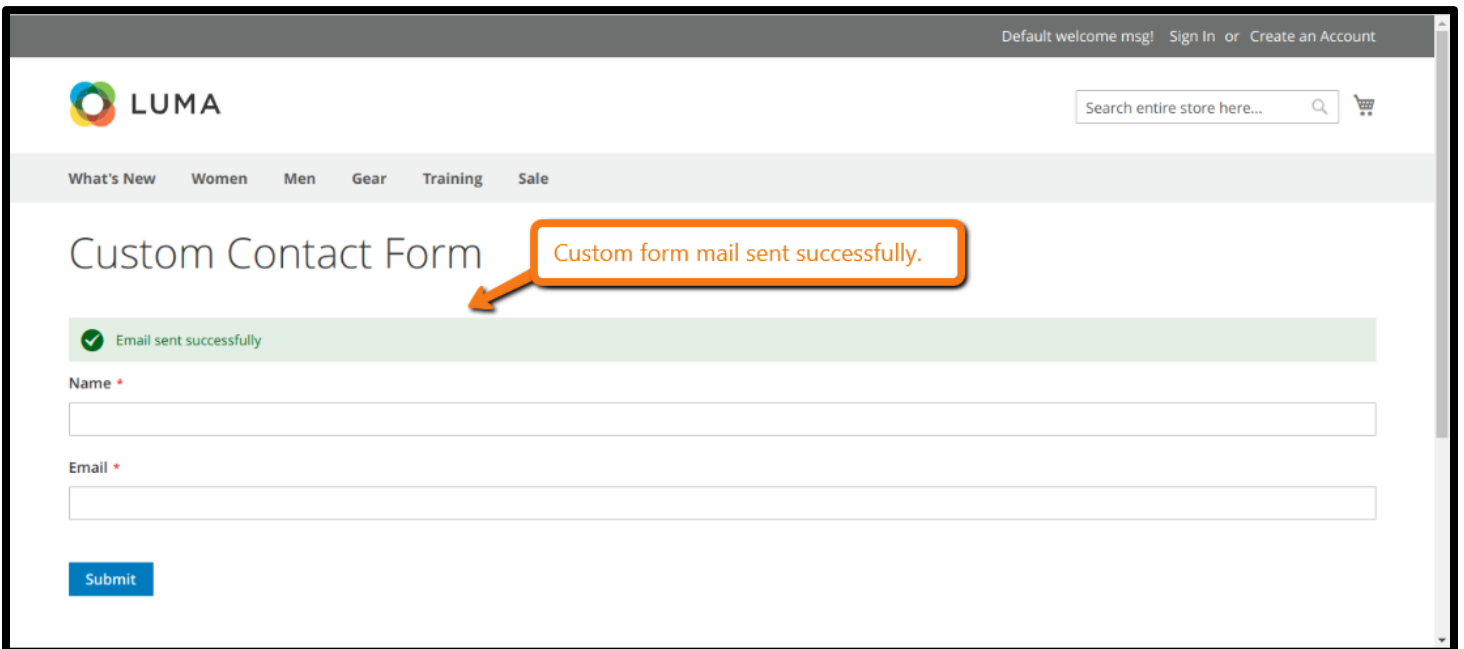 Default welcome msg! Sign In or Create an Account
LUMA
Search entire store here...
What's New Women Men Gear Training Sale
Custom Contact Form
Custom form mail sent successfully.
Email sent successfully
Name *
Email *
Submit